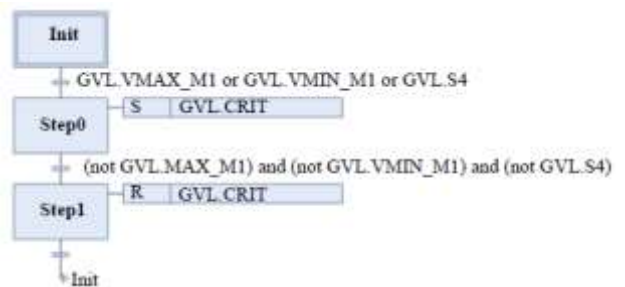 Init
GVL.VMAX_M1 or GVL.VMIN_M1 or GVL.S4
S GVL.CRIT
Step0
(not GVL.MAX_M1) and (not GVL.VMIN_M1) and (not GVL.S4)
R GVL.CRIT
Step1
Init